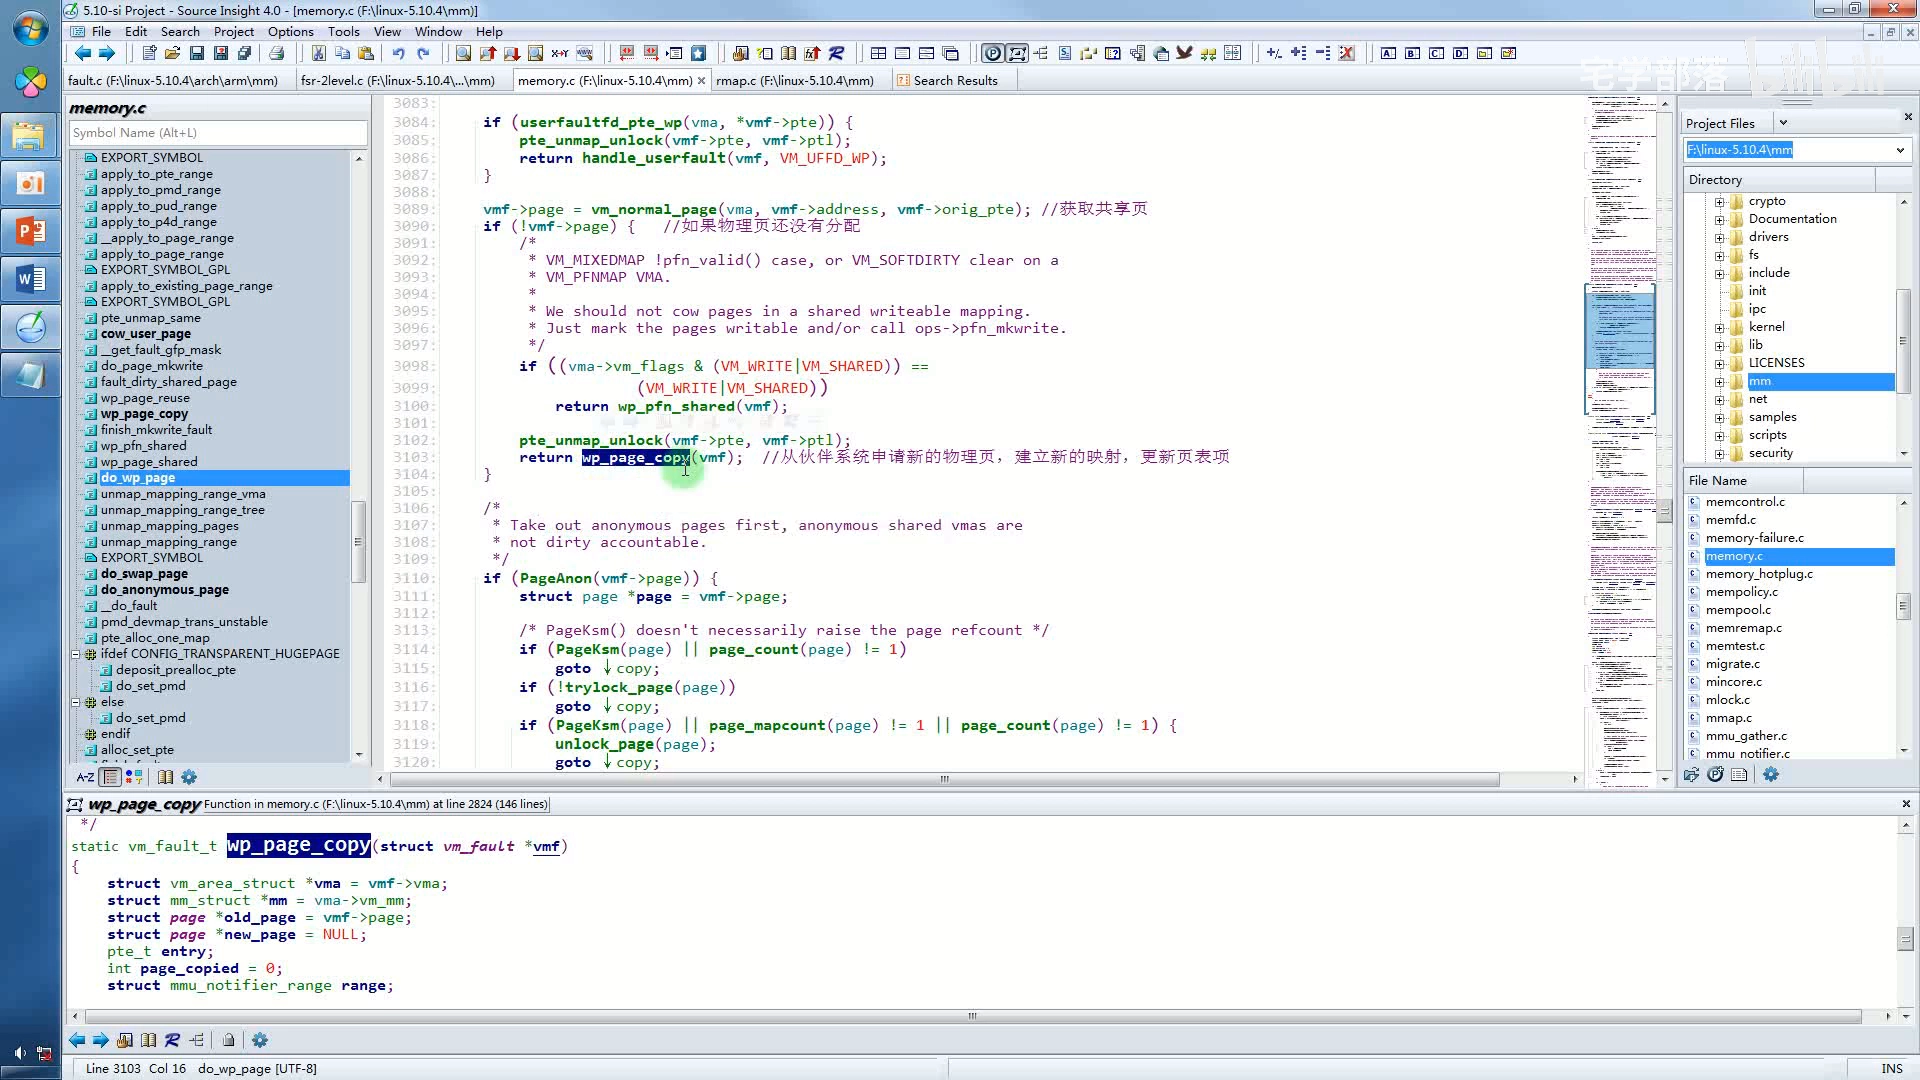 5.10-si Project - Source Insight 4.0 - [memory.c (F:\linux-5.10.4\mm)]
File Edit Search Project Options Tools View Window Help
fault.c (F:\linux-5.10.4\arch\arm\mm) fsr-2level.c (F:\linux-5.10.4\...\mm) memory.c (F:\linux-5.10.4\mm) rmap.c (F:\linux-5.10.4\mm) Search Results
宅学部落 bilibili
memory.c
Symbol Name (Alt+L)
EXPORT_SYMBOL
apply_to_pte_range
apply_to_pmd_range
apply_to_pud_range
apply_to_p4d_range
__apply_to_page_range
apply_to_page_range
EXPORT_SYMBOL_GPL
apply_to_existing_page_range
EXPORT_SYMBOL_GPL
pte_unmap_same
cow_user_page
__get_fault_gfp_mask
do_page_mkwrite
fault_dirty_shared_page
wp_page_reuse
wp_page_copy
finish_mkwrite_fault
wp_pfn_shared
wp_page_shared
do_wp_page
unmap_mapping_range_vma
unmap_mapping_range_tree
unmap_mapping_pages
unmap_mapping_range
EXPORT_SYMBOL
do_swap_page
do_anonymous_page
__do_fault
pmd_devmap_trans_unstable
pte_alloc_one_map
ifdef CONFIG_TRANSPARENT_HUGEPAGE
deposit_prealloc_pte
do_set_pmd
else
do_set_pmd
endif
alloc_set_pte
A-Z
3083:
3084: if (userfaultfd_pte_wp(vma, *vmf->pte)) {
3085: pte_unmap_unlock(vmf->pte, vmf->ptl);
3086: return handle_userfault(vmf, VM_UFFD_WP);
3087: }
3088:
3089: vmf->page = vm_normal_page(vma, vmf->address, vmf->orig_pte); //获取共享页
3090: if (!vmf->page) { //如果物理页还没有分配
3091: /*
3092: * VM_MIXEDMAP !pfn_valid() case, or VM_SOFTDIRTY clear on a
3093: * VM_PFNMAP VMA.
3094: *
3095: * We should not cow pages in a shared writeable mapping.
3096: * Just mark the pages writable and/or call ops->pfn_mkwrite.
3097: */
3098: if ((vma->vm_flags & (VM_WRITE|VM_SHARED)) ==
3099: (VM_WRITE|VM_SHARED))
3100: return wp_pfn_shared(vmf);
3101:
3102: pte_unmap_unlock(vmf->pte, vmf->ptl);
3103: return wp_page_copy(vmf); //从伙伴系统申请新的物理页，建立新的映射，更新页表项
3104: }
3105:
3106: /*
3107: * Take out anonymous pages first, anonymous shared vmas are
3108: * not dirty accountable.
3109: */
3110: if (PageAnon(vmf->page)) {
3111: struct page *page = vmf->page;
3112:
3113: /* PageKsm() doesn't necessarily raise the page refcount */
3114: if (PageKsm(page) || page_count(page) != 1)
3115: goto ↓copy;
3116: if (!trylock_page(page))
3117: goto ↓copy;
3118: if (PageKsm(page) || page_mapcount(page) != 1 || page_count(page) != 1) {
3119: unlock_page(page);
3120: goto ↓copy;
Project Files
F:\linux-5.10.4\mm
Directory
crypto
Documentation
drivers
fs
include
init
ipc
kernel
lib
LICENSES
mm
net
samples
scripts
security
File Name
memcontrol.c
memfd.c
memory-failure.c
memory.c
memory_hotplug.c
mempolicy.c
mempool.c
memremap.c
memtest.c
migrate.c
mincore.c
mlock.c
mmap.c
mmu_gather.c
mmu_notifier.c
wp_page_copy Function in memory.c (F:\linux-5.10.4\mm) at line 2824 (146 lines)
*/
static vm_fault_t wp_page_copy(struct vm_fault *vmf)
{
struct vm_area_struct *vma = vmf->vma;
struct mm_struct *mm = vma->vm_mm;
struct page *old_page = vmf->page;
struct page *new_page = NULL;
pte_t entry;
int page_copied = 0;
struct mmu_notifier_range range;
Line 3103 Col 16 do_wp_page [UTF-8] INS